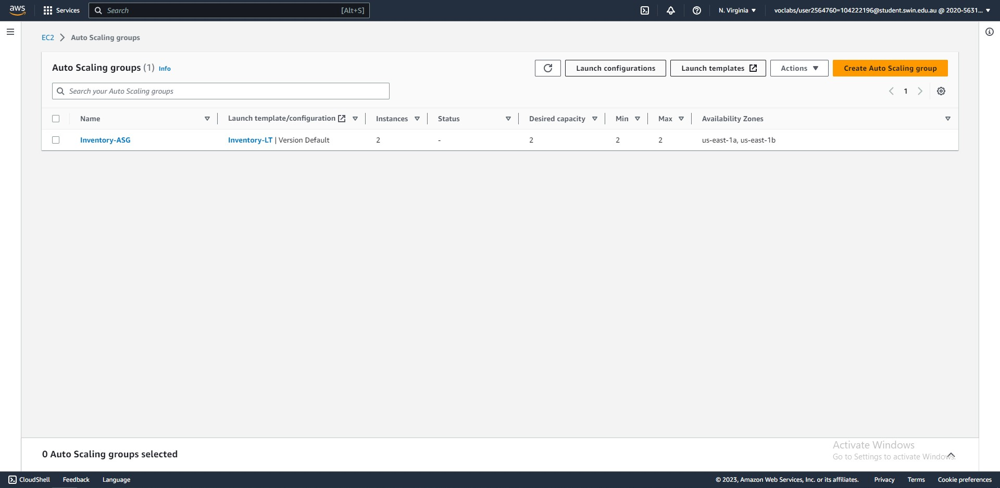 aws Services Search [Alt+S] N. Virginia voclabs/user2564760=104222196@student.swin.edu.au @ 2020-5631...
EC2 Auto Scaling groups
Auto Scaling groups (1) Info Launch configurations Launch templates Actions Create Auto Scaling group
Search your Auto Scaling groups 1
Name Launch template/configuration Instances Status Desired capacity Min Max Availability Zones
Inventory-ASG Inventory-LT | Version Default 2 - 2 2 2 us-east-1a, us-east-1b
0 Auto Scaling groups selected
Activate Windows
Go to Settings to activate Windows.
CloudShell Feedback Language © 2023, Amazon Web Services, Inc. or its affiliates. Privacy Terms Cookie preferences